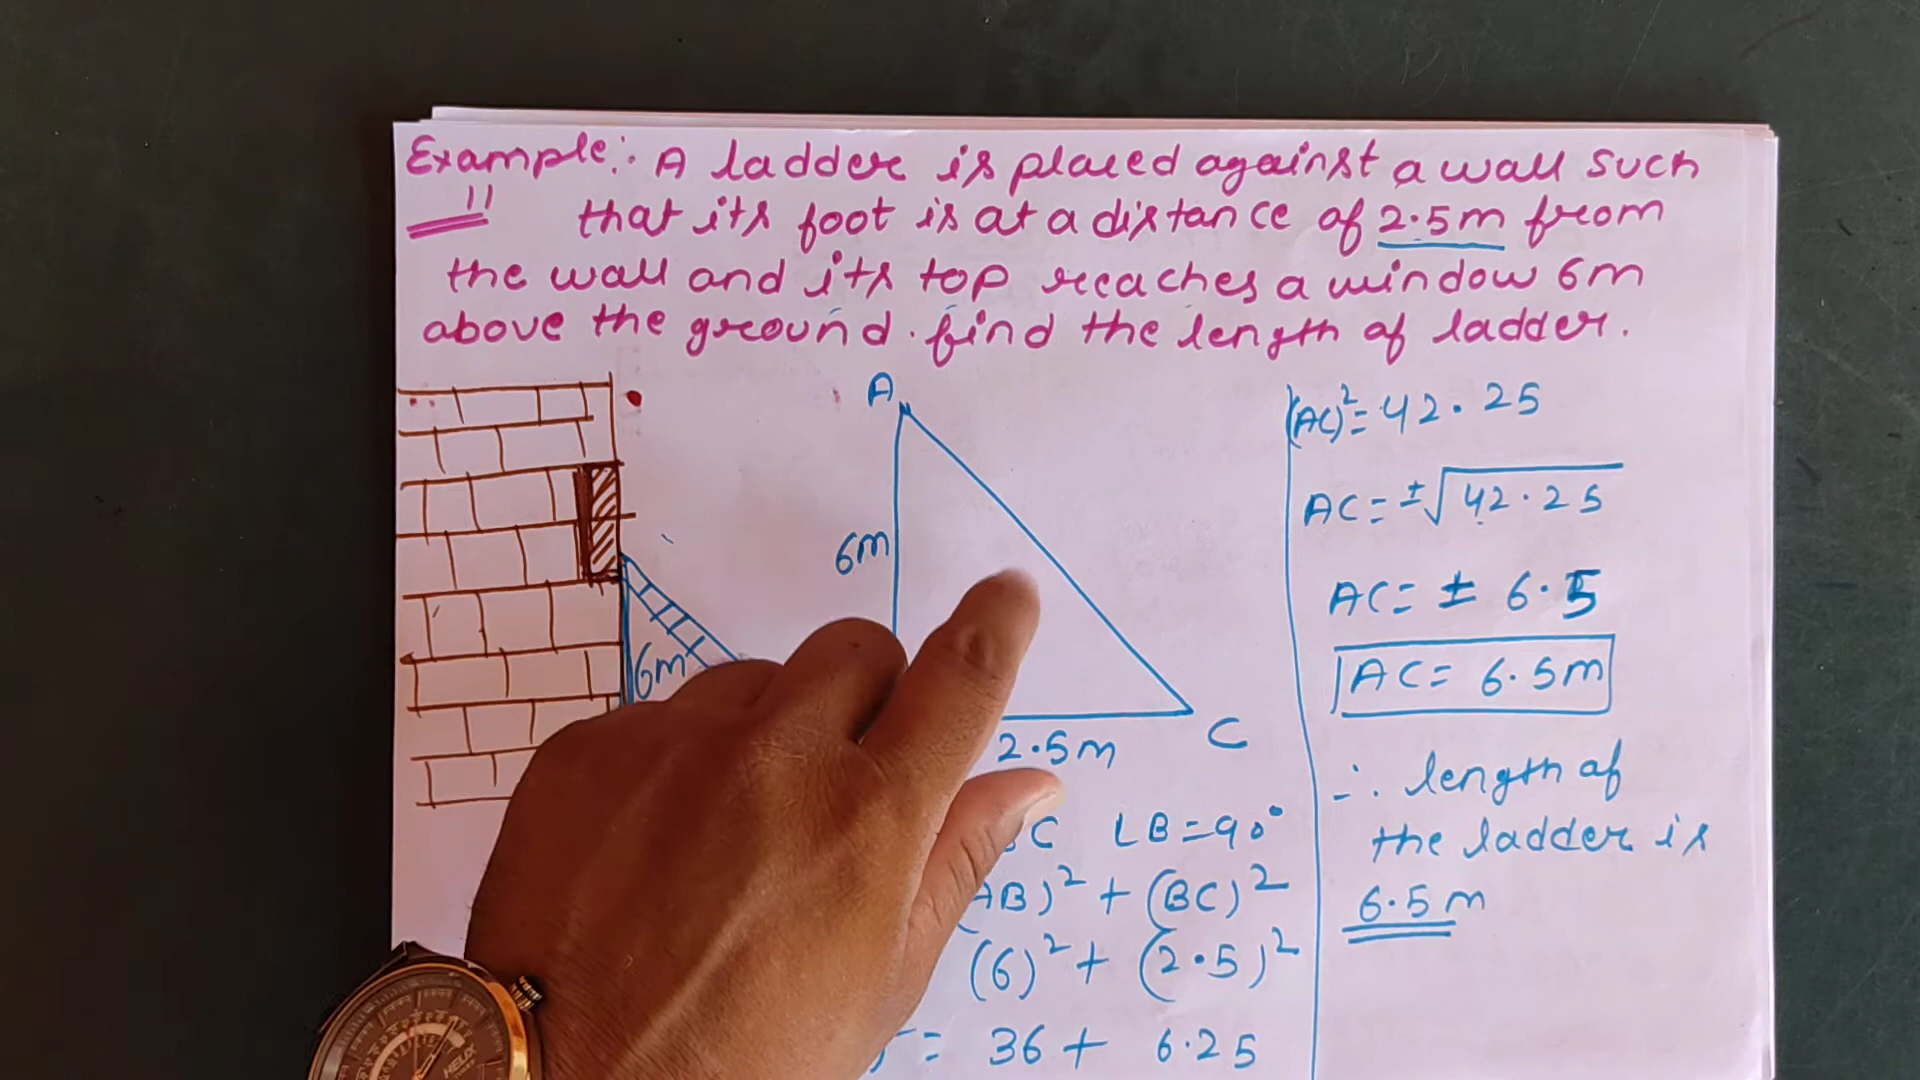 Example:. A ladder is placed against a wall such
11 that its foot is at a distance of 2.5m from
the wall and its top reaches a window 6m
above the ground. find the length of ladder.
A
6m
6m
2.5m
C
C ∟B=90°
AB)² + (BC)²
(6)² + (2.5)²
= 36 + 6.25
(AC)²= 42.25
AC= ±√42.25
AC= ± 6.5
AC= 6.5m
∴ length of
the ladder is
6.5m
HELIX